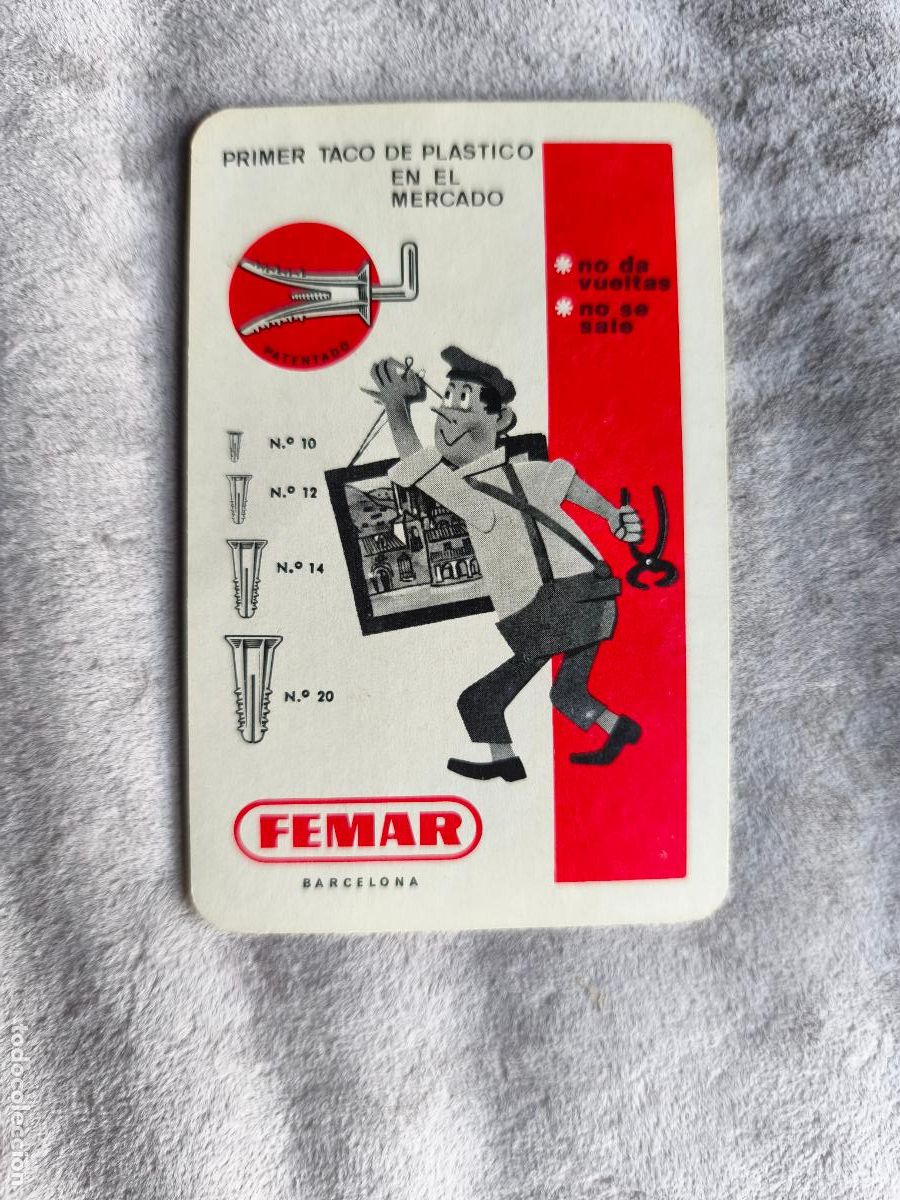 PRIMER TACO DE PLASTICO
EN EL
MERCADO
* no da
vueltas
* no se
sale
PATENTADO
N.º 10
N.º 12
N.º 14
N.º 20
FEMAR
BARCELONA
todocoleccion